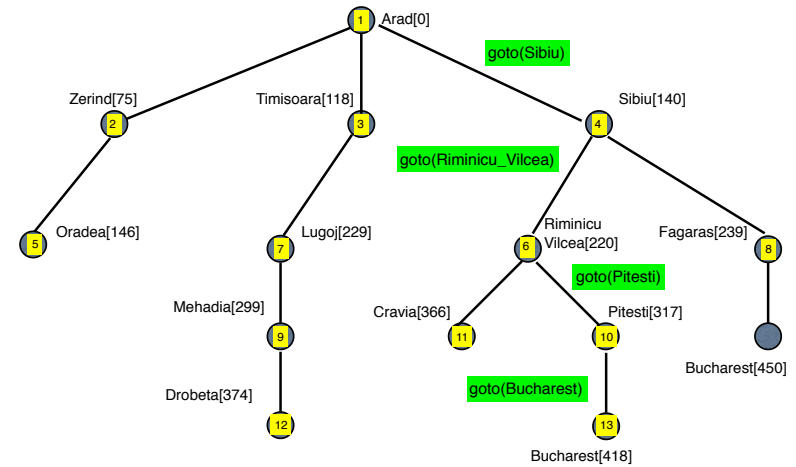 1 Arad[0]
goto(Sibiu)
Zerind[75]
Timisoara[118]
Sibiu[140]
2
3
4
goto(Riminicu_Vilcea)
5 Oradea[146]
Lugoj[229]
7
Riminicu
Vilcea[220]
6
Fagaras[239]
8
goto(Pitesti)
Mehadia[299]
9
Cravia[366]
11
Pitesti[317]
10
Bucharest[450]
Drobeta[374]
12
goto(Bucharest)
13
Bucharest[418]